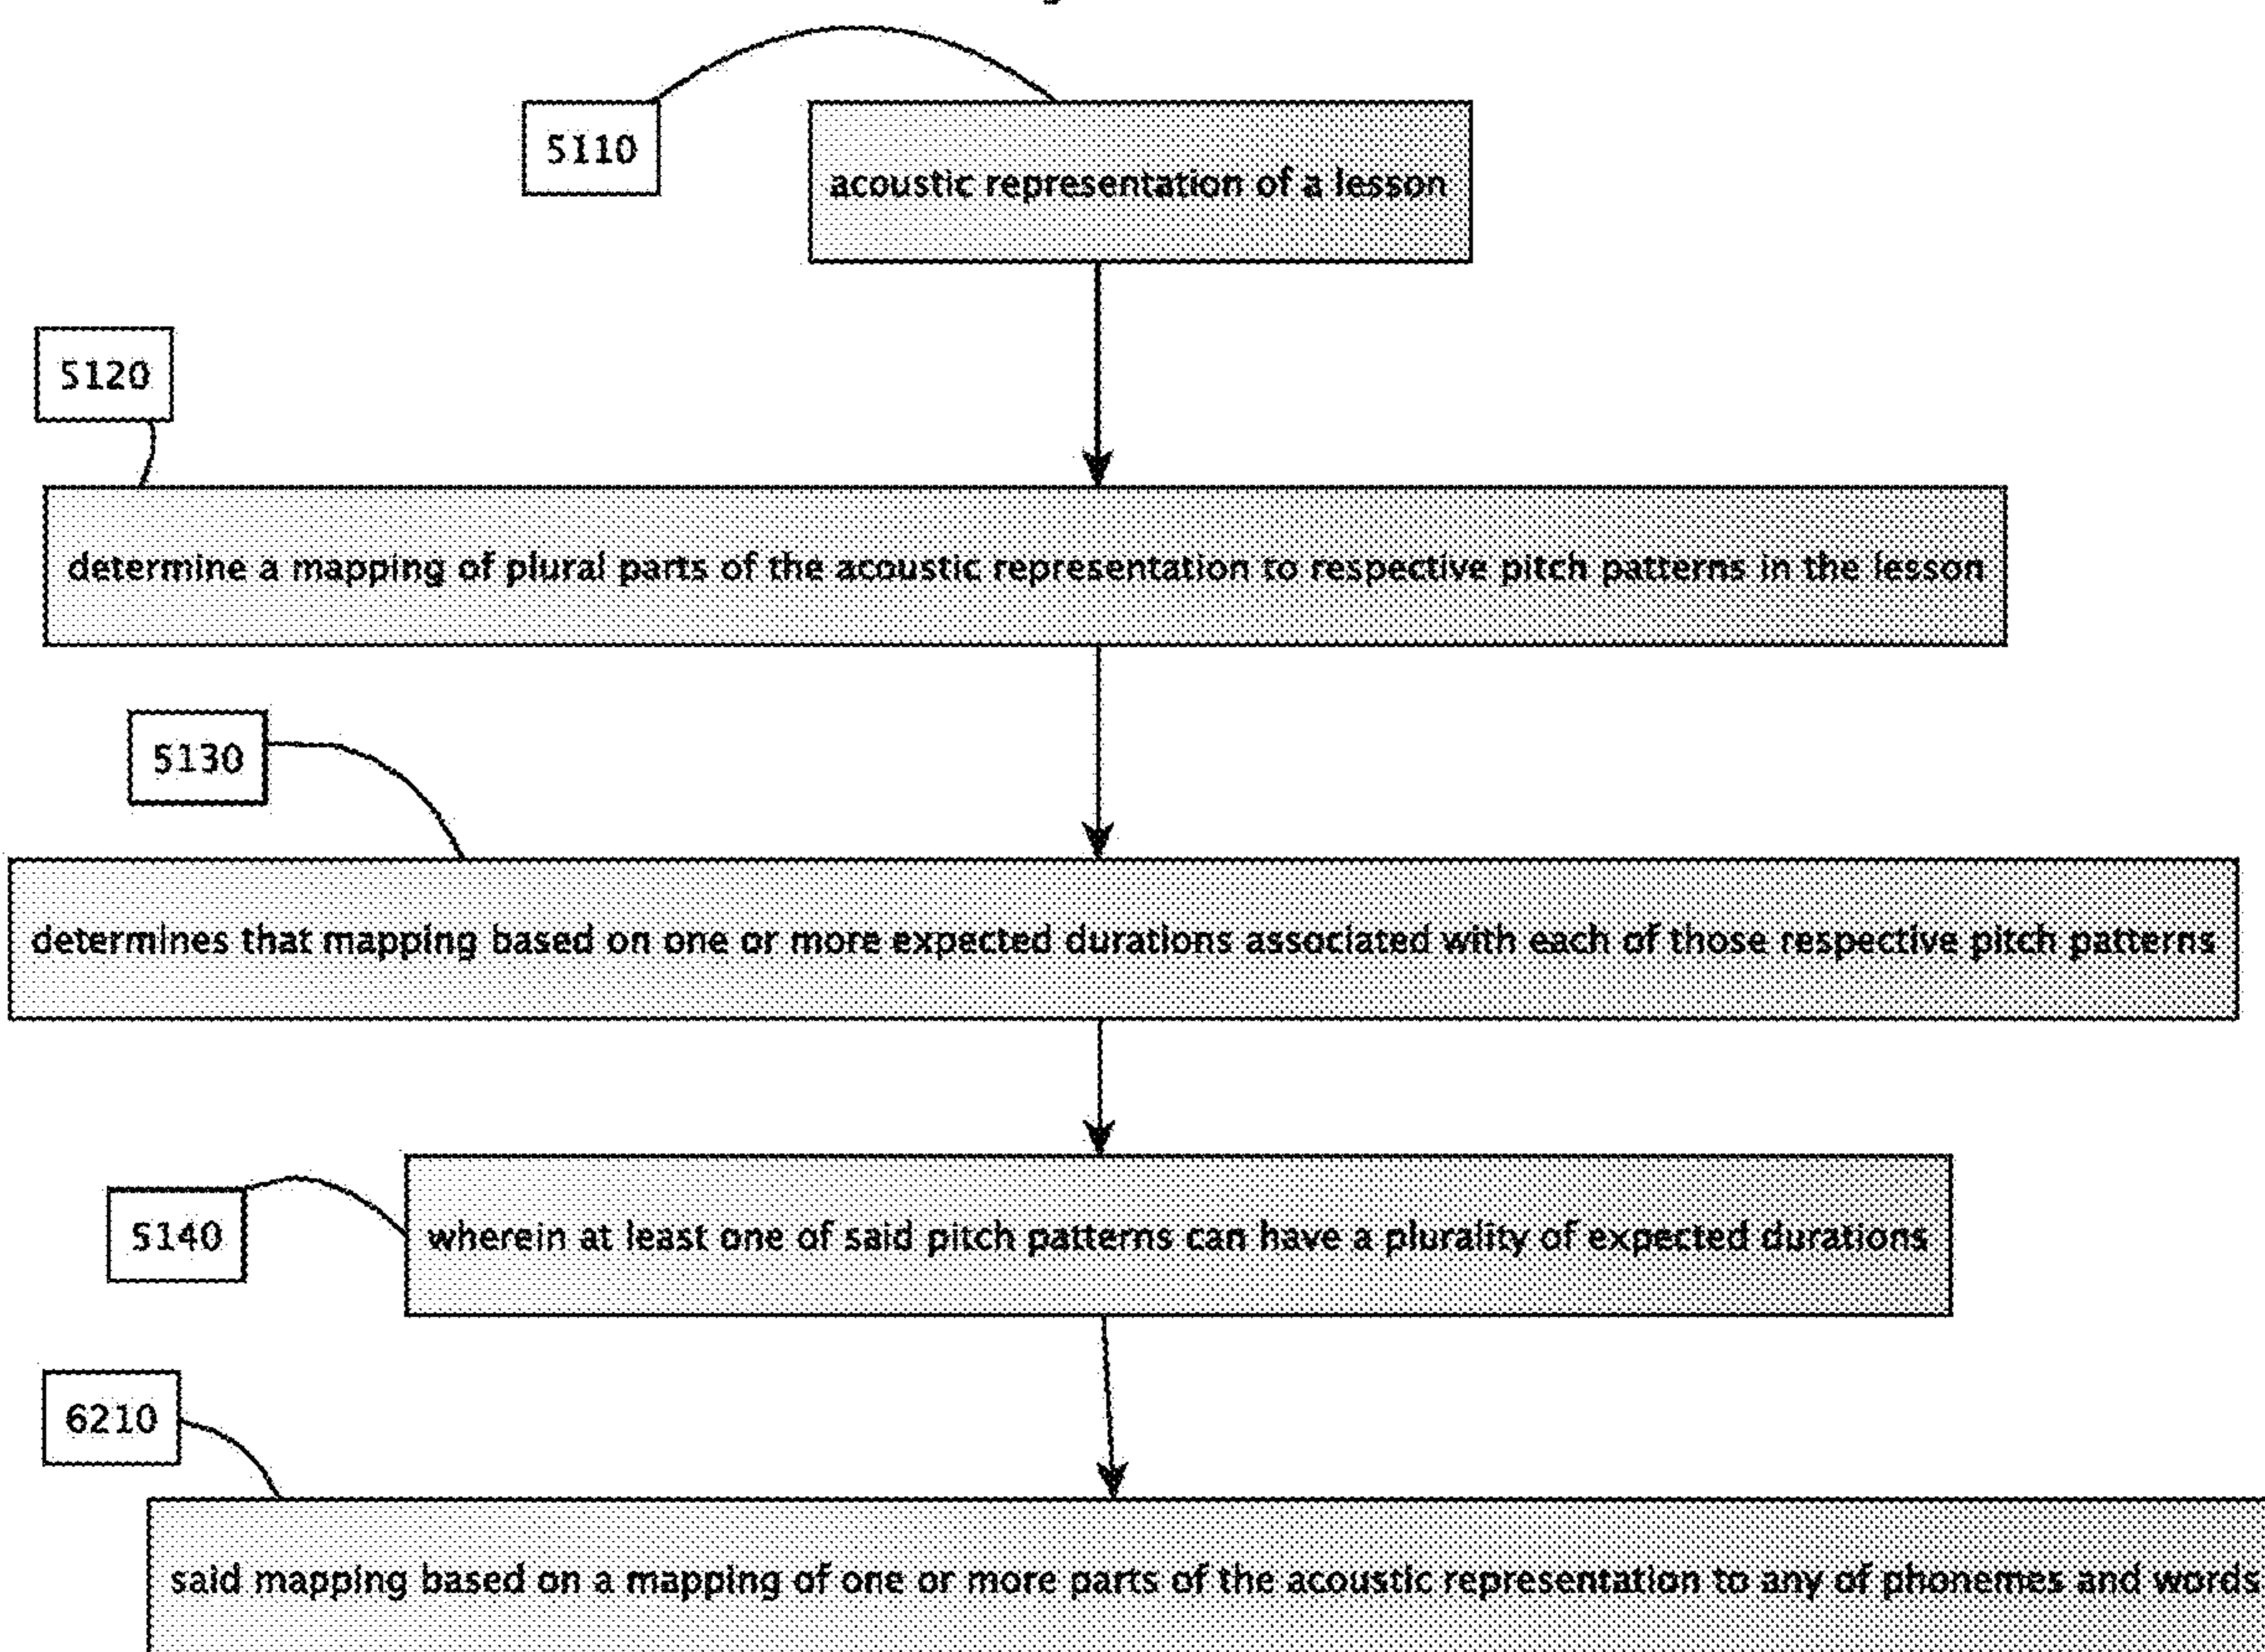 5110
acoustic representation of a lesson
5120
determine a mapping of plural parts of the acoustic representation to respective pitch patterns in the lesson
5130
determines that mapping based on one or more expected durations associated with each of those respective pitch patterns
5140
wherein at least one of said pitch patterns can have a plurality of expected durations
6210
said mapping based on a mapping of one or more parts of the acoustic representation to any of phonemes and words